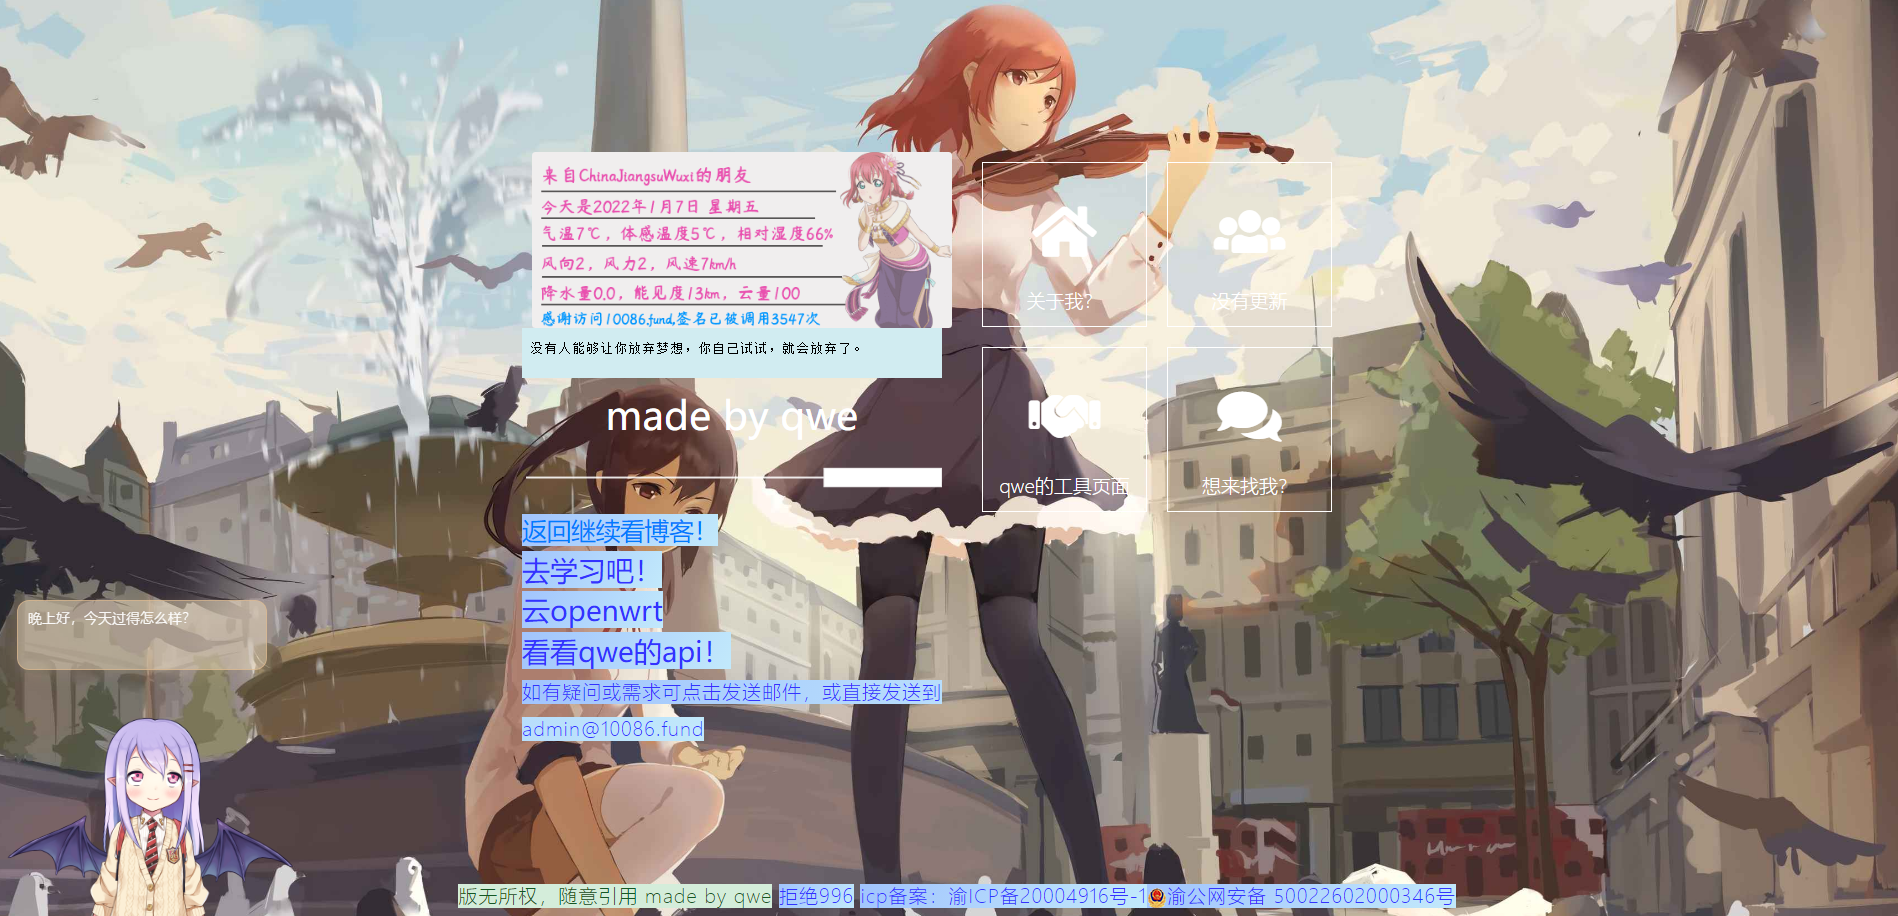 来自ChinaJiangsuWuxi的朋友
今天是2022年1月7日 星期五
气温7℃，体感温度5℃，相对湿度66%
风向2，风力2，风速7km/h
降水量0.0，能见度13km，云量100
感谢访问10086.fund,签名已被调用3547次
没有人能够让你放弃梦想，你自己试试，就会放弃了。
made by qwe
关于我?
没有更新
qwe的工具页面
想来找我?
返回继续看博客！
去学习吧！
云openwrt
看看qwe的api！
如有疑问或需求可点击发送邮件，或直接发送到
admin@10086.fund
晚上好，今天过得怎么样？
版无所权，随意引用 made by qwe 拒绝996 icp备案：渝ICP备20004916号-1 渝公网安备 50022602000346号